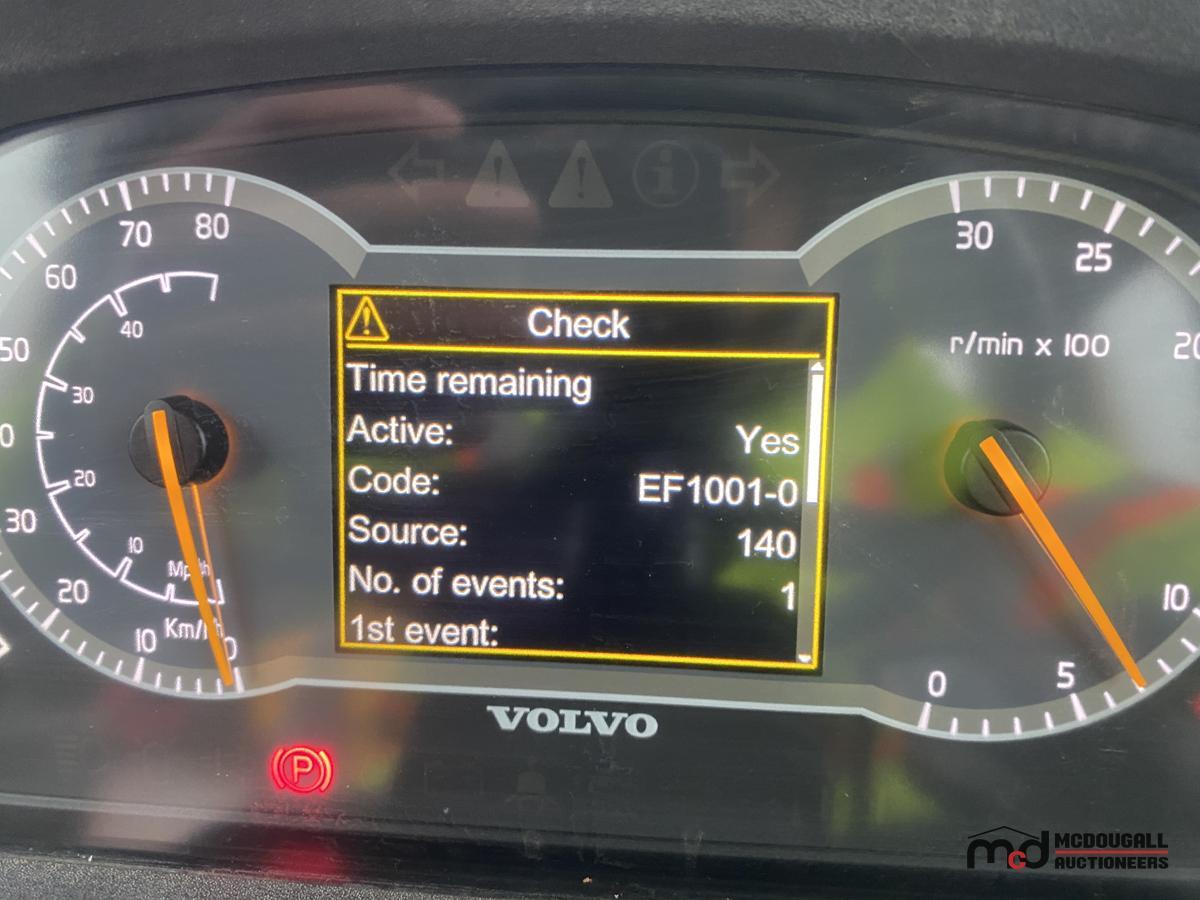 Check
Time remaining
Active: Yes
Code: EF1001-0
Source: 140
No. of events: 1
1st event:
80
70
60
50
30
20
10
0
40
30
20
10
Km/h
30
25
20
10
5
0
r/min x 100
VOLVO
P
mcd MCDOUGALL
AUCTIONEERS